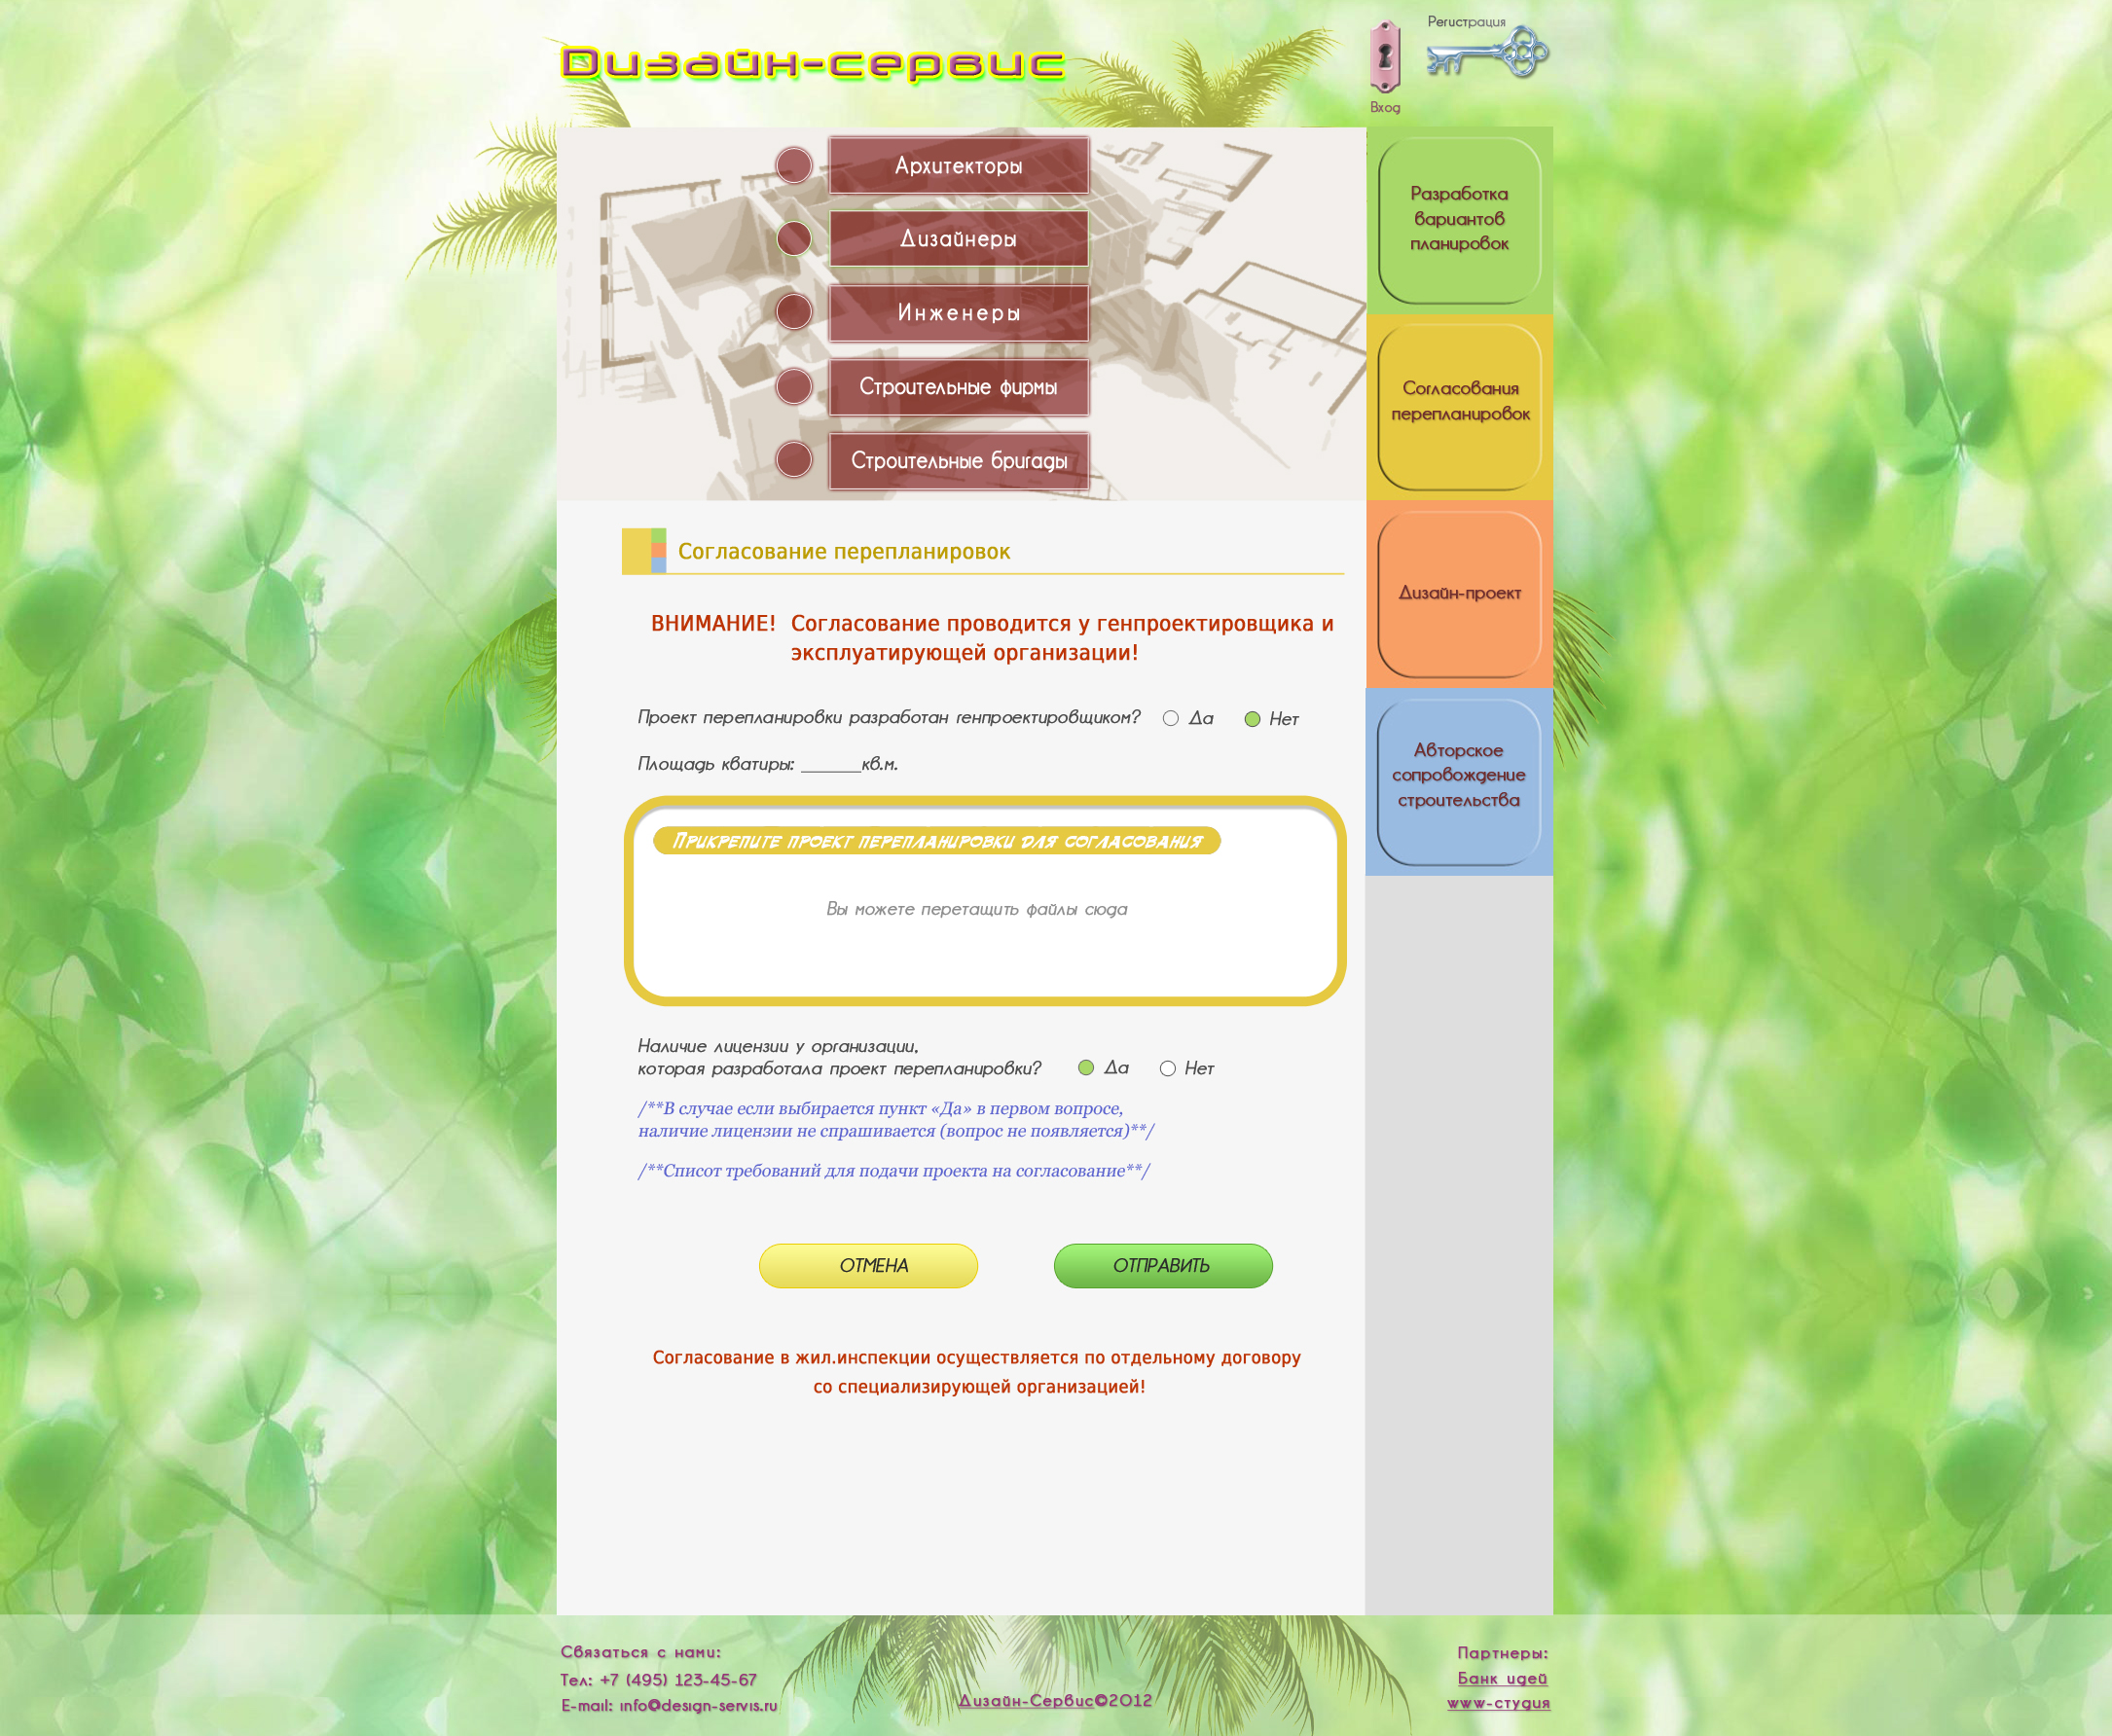 Дизайн-сервис
Регистрация
Вход
Архитекторы
Дизайнеры
Инженеры
Строительные фирмы
Строительные бригады
Разработка
вариантов
планировок
Согласования
перепланировок
Дизайн-проект
Авторское
сопровождение
строительства
Согласование перепланировок
ВНИМАНИЕ! Согласование проводится у генпроектировщика и
эксплуатирующей организации!
Проект перепланировки разработан генпроектировщиком? Да Нет
Площадь кватиры: ______кв.м.
Прикрепите проект перепланировки для согласования
Вы можете перетащить файлы сюда
Наличие лицензии у организации,
которая разработала проект перепланировки? Да Нет
/**В случае если выбирается пункт «Да» в первом вопросе,
наличие лицензии не спрашивается (вопрос не появляется)**/
/**Списот требований для подачи проекта на согласование**/
ОТМЕНА ОТПРАВИТЬ
Согласование в жил.инспекции осуществляется по отдельному договору
со специализирующей организацией!
Связаться с нами:
Тел: +7 (495) 123-45-67
E-mail: info@design-servis.ru
Дизайн-Сервис©2012
Партнеры:
Банк идей
www-студия